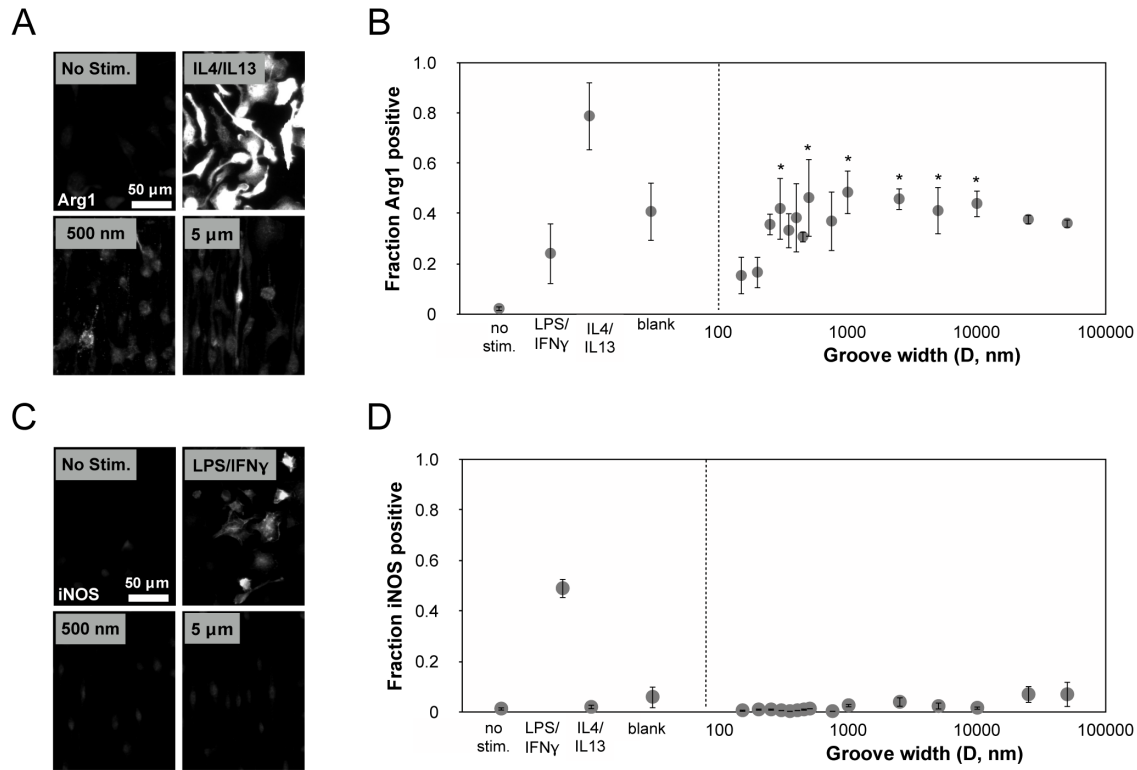 A
No Stim.
IL4/IL13
Arg1
50 µm
500 nm
5 µm
B
Fraction Arg1 positive
1.0
0.8
0.6
0.4
0.2
0
* * * * * *
no stim.
LPS/ IFNγ
IL4/ IL13
blank
100 1000 10000 100000
Groove width (D, nm)
C
No Stim.
LPS/IFNγ
iNOS
50 µm
500 nm
5 µm
D
Fraction iNOS positive
1.0
0.8
0.6
0.4
0.2
0
no stim.
LPS/ IFNγ
IL4/ IL13
blank
100 1000 10000 100000
Groove width (D, nm)